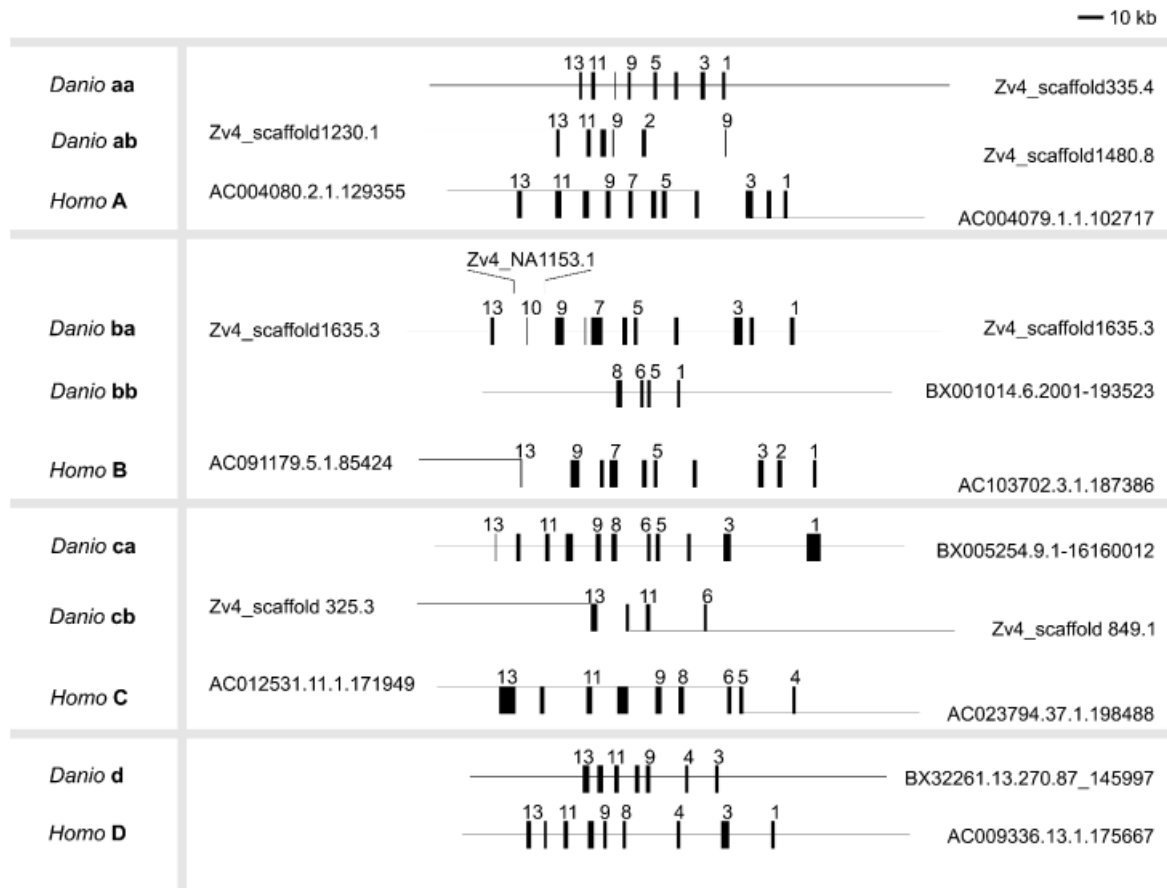 10 kb
13 11 9 5 3 1
Danio aa
Zv4_scaffold335.4
13 11 9 2 9
Danio ab
Zv4_scaffold1230.1
Zv4_scaffold1480.8
13 11 9 7 5 3 1
Homo A
AC004080.2.1.129355
AC004079.1.1.102717
Zv4_NA1153.1
13 10 9 7 5 3 1
Danio ba
Zv4_scaffold1635.3
Zv4_scaffold1635.3
8 6 5 1
Danio bb
BX001014.6.2001-193523
13 9 7 5 3 2 1
Homo B
AC091179.5.1.85424
AC103702.3.1.187386
13 11 9 8 6 5 3 1
Danio ca
BX005254.9.1-16160012
13 11 6
Danio cb
Zv4_scaffold 325.3
Zv4_scaffold 849.1
13 11 9 8 6 5 4
Homo C
AC012531.11.1.171949
AC023794.37.1.198488
13 11 9 4 3
Danio d
BX32261.13.270.87_145997
13 11 9 8 4 3 1
Homo D
AC009336.13.1.175667